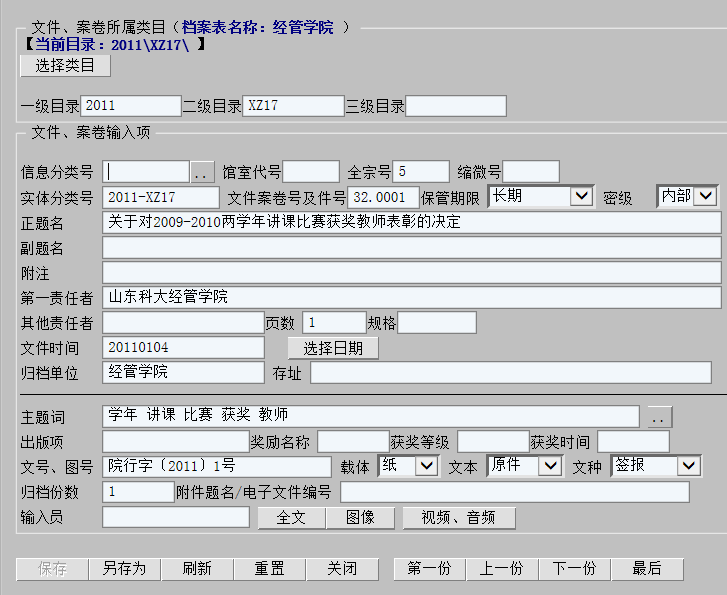 文件、案卷所属类目（档案表名称：经管学院 ）
【当前目录：2011\XZ17\ 】
选择类目
一级目录 2011 二级目录 XZ17 三级目录
文件、案卷输入项
信息分类号 .. 馆室代号 全宗号 5 缩微号
实体分类号 2011-XZ17 文件案卷号及件号 32.0001 保管期限 长期 密级 内部
正题名 关于对2009-2010两学年讲课比赛获奖教师表彰的决定
副题名
附注
第一责任者 山东科大经管学院
其他责任者 页数 1 规格
文件时间 20110104 选择日期
归档单位 经管学院 存址
主题词 学年 讲课 比赛 获奖 教师 ..
出版项 奖励名称 获奖等级 获奖时间
文号、图号 院行字〔2011〕1号 载体 纸 文本 原件 文种 签报
归档份数 1 附件题名/电子文件编号
输入员 全文 图像 视频、音频
保存 另存为 刷新 重置 关闭 第一份 上一份 下一份 最后